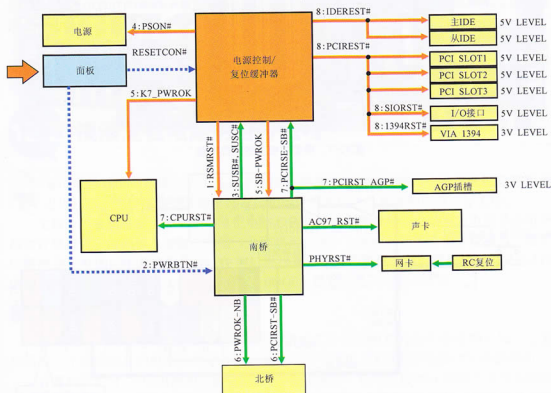 电源
4:PSON#
8:IDEREST#
主IDE
5V LEVEL
从IDE
5V LEVEL
面板
RESETCON#
电源控制/
复位缓冲器
8:PCIREST#
PCI SLOT1
5V LEVEL
PCI SLOT2
5V LEVEL
PCI SLOT3
5V LEVEL
5:K7_PWROK
8:SIORST#
I/O接口
5V LEVEL
8:1394RST#
VIA 1394
3V LEVEL
1:RSMRST#
3:SUSB#,SUSC#
5:SB-PWROK
7:PCIRSE-SB#
7:PCIRST_AGP#
AGP插槽
3V LEVEL
CPU
7:CPURST#
南桥
AC97_RST#
声卡
2:PWRBTN#
PHYRST#
网卡
RC复位
6:PWROK-NB
6:PCIRST-SB#
北桥